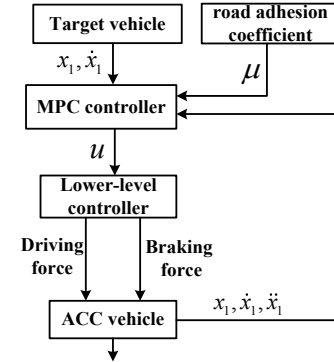 Target vehicle
road adhesion
coefficient
x₁, ẋ₁
μ
MPC controller
u
Lower-level
controller
Driving
force
Braking
force
x₁, ẋ₁, ẍ₁
ACC vehicle